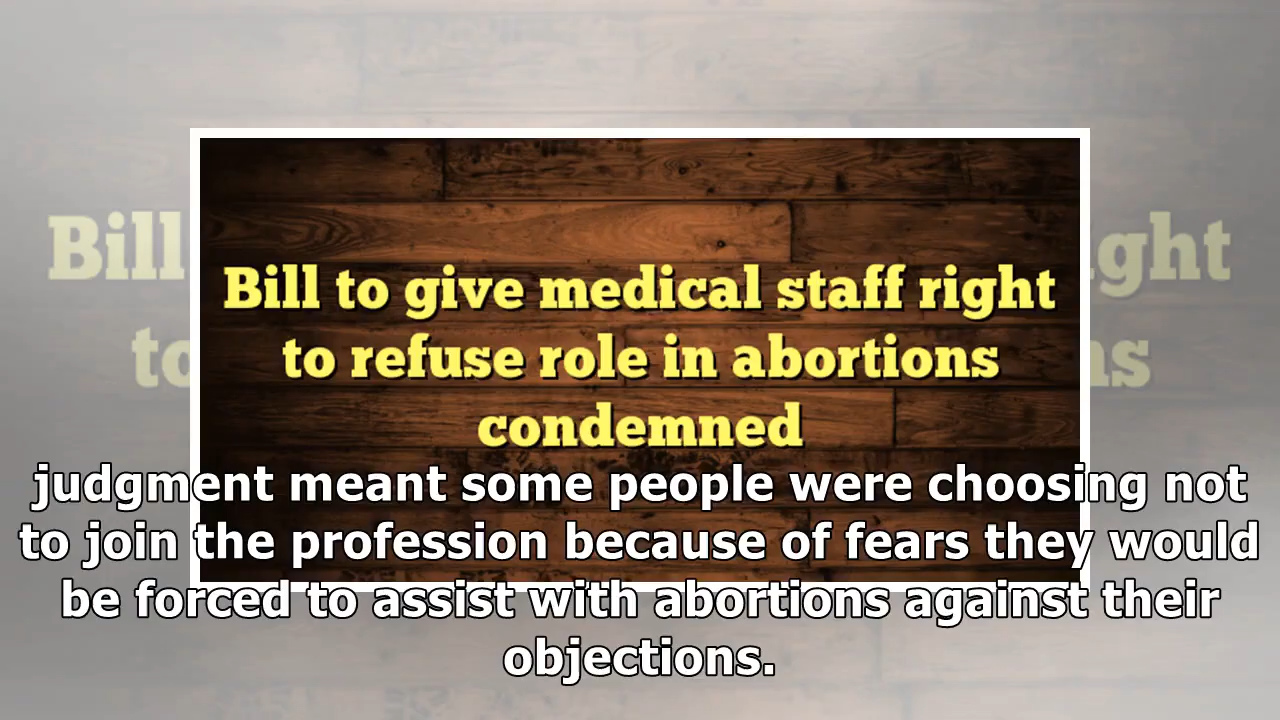 Bill to give medical staff right
to refuse role in abortions
condemned
judgment meant some people were choosing not
to join the profession because of fears they would
be forced to assist with abortions against their
objections.